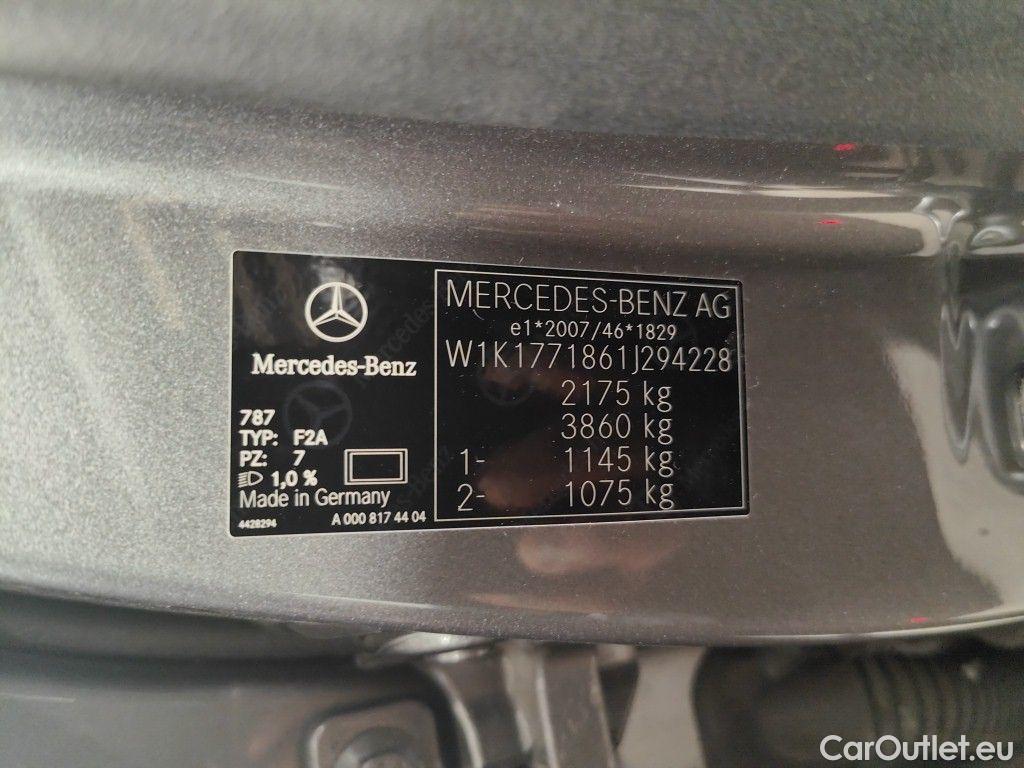 Mercedes-Benz
787
TYP: F2A
PZ: 7
1,0 %
Made in Germany
4428294 A 000 817 44 04
MERCEDES-BENZ AG
e1*2007/46*1829
W1K1771861J294228
2175 kg
3860 kg
1- 1145 kg
2- 1075 kg
CarOutlet.eu